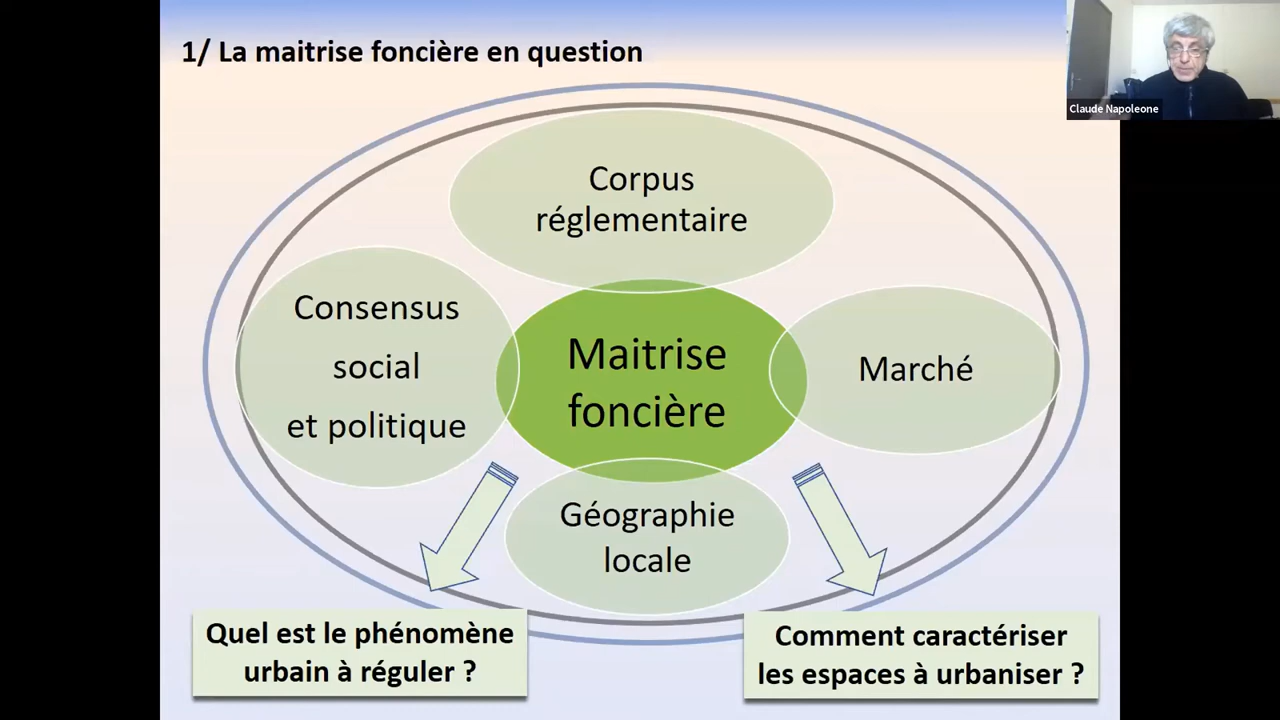 1/ La maitrise foncière en question
Claude Napoleone
Corpus
réglementaire
Consensus
social
et politique
Maitrise
foncière
Marché
Géographie
locale
Quel est le phénomène
urbain à réguler ?
Comment caractériser
les espaces à urbaniser ?